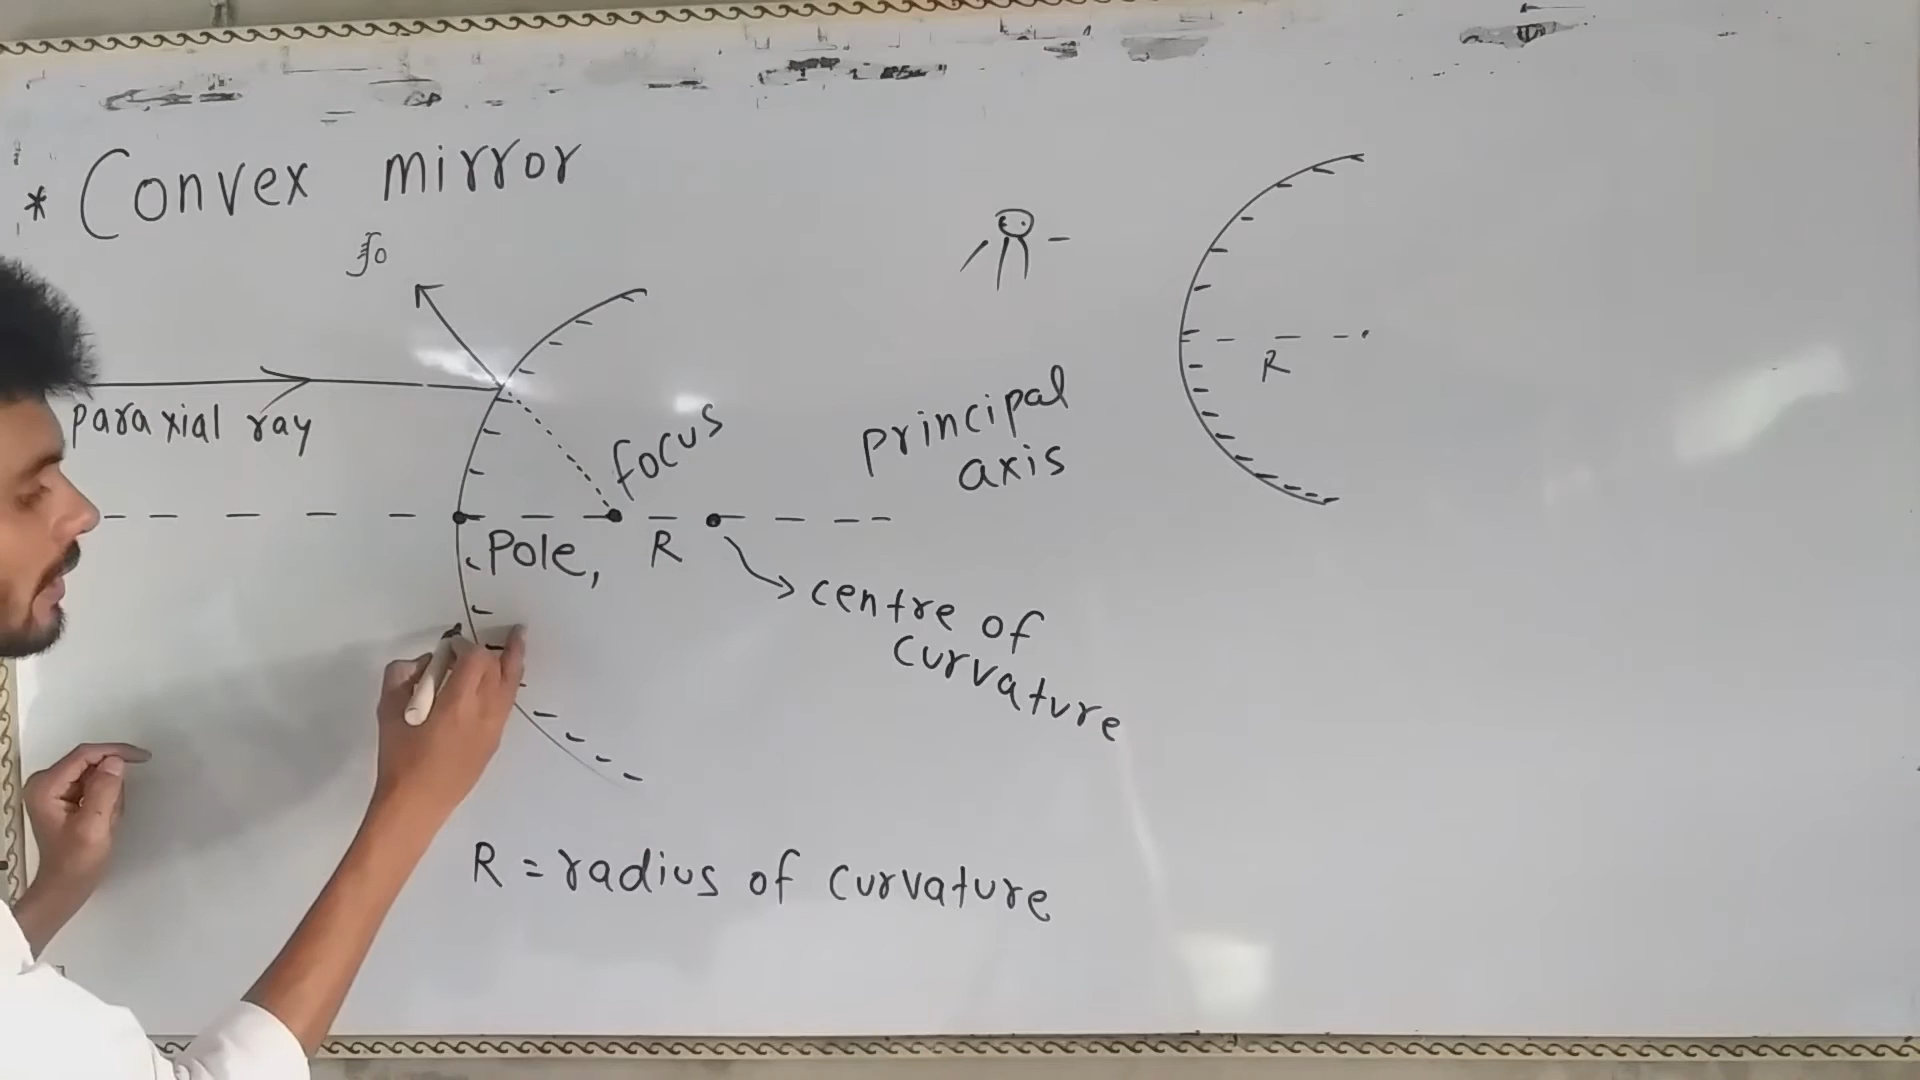 * Convex mirror
paraxial ray
focus
principal
axis
R
Pole,
R
centre of
curvature
R = radius of curvature